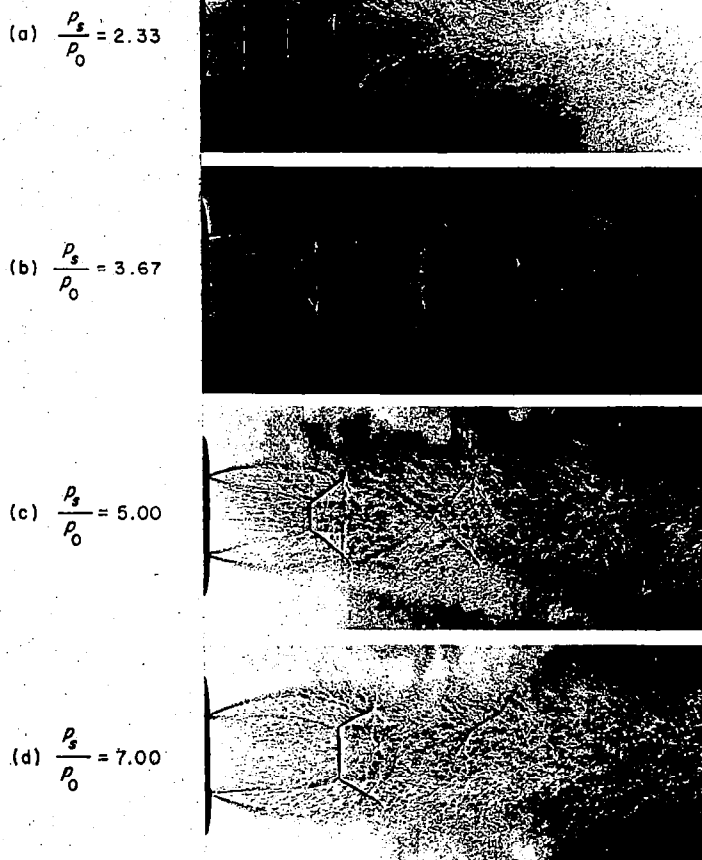 (a) p_s / p_0 = 2.33
(b) p_s / p_0 = 3.67
(c) p_s / p_0 = 5.00
(d) p_s / p_0 = 7.00